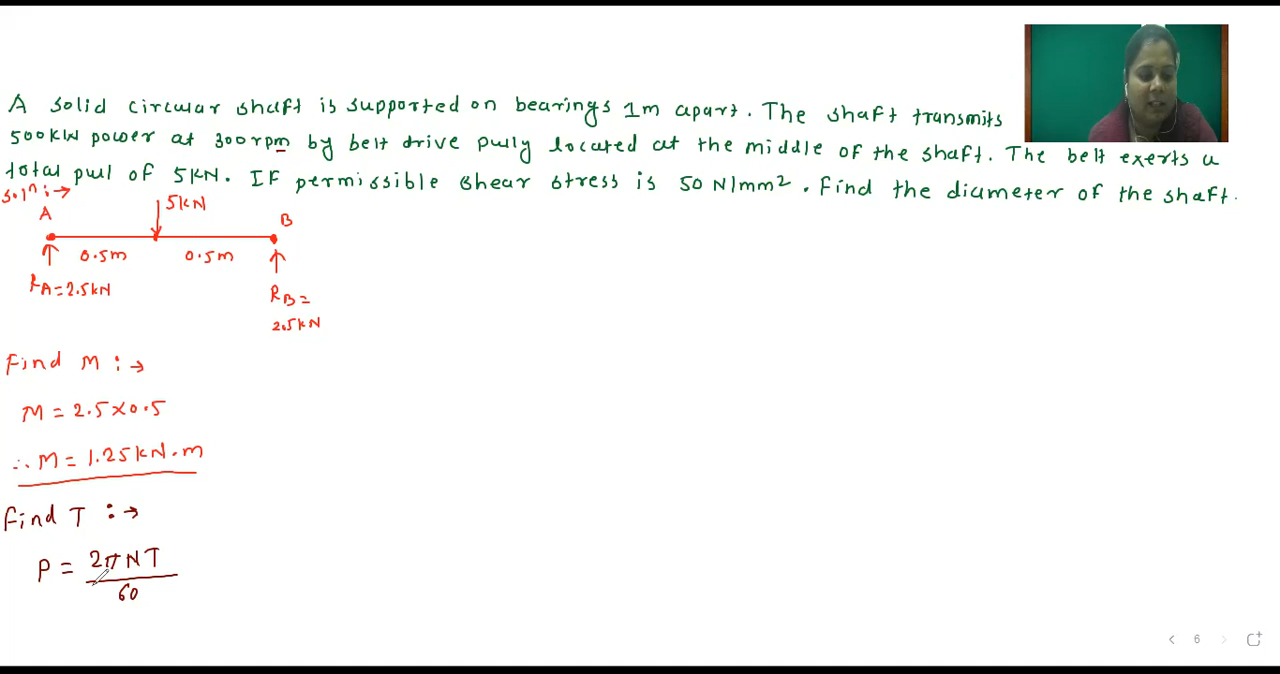 A solid circular shaft is supported on bearings 1m apart. The shaft transmits
500KW power at 300rpm by belt drive pully located at the middle of the shaft. The belt exerts a
total pul of 5KN. IF permissible shear stress is 50 N/mm². Find the diameter of the shaft.
Solⁿ:→
5KN
A
B
0.5m 0.5m
RA=2.5KN
RB=
2.5KN
Find M:→
M = 2.5×0.5
∴ M = 1.25KN.m
Find T:→
P = 2πNT
60
6